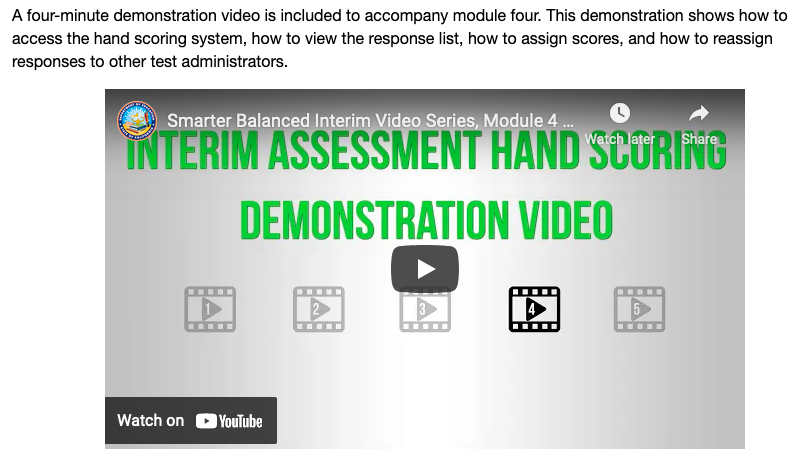 A four-minute demonstration video is included to accompany module four. This demonstration shows how to
access the hand scoring system, how to view the response list, how to assign scores, and how to reassign
responses to other test administrators.
Smarter Balanced Interim Video Series, Module 4 ...
Watch later
Share
INTERIM ASSESSMENT HAND SCORING
DEMONSTRATION VIDEO
1
2
3
4
5
Watch on YouTube